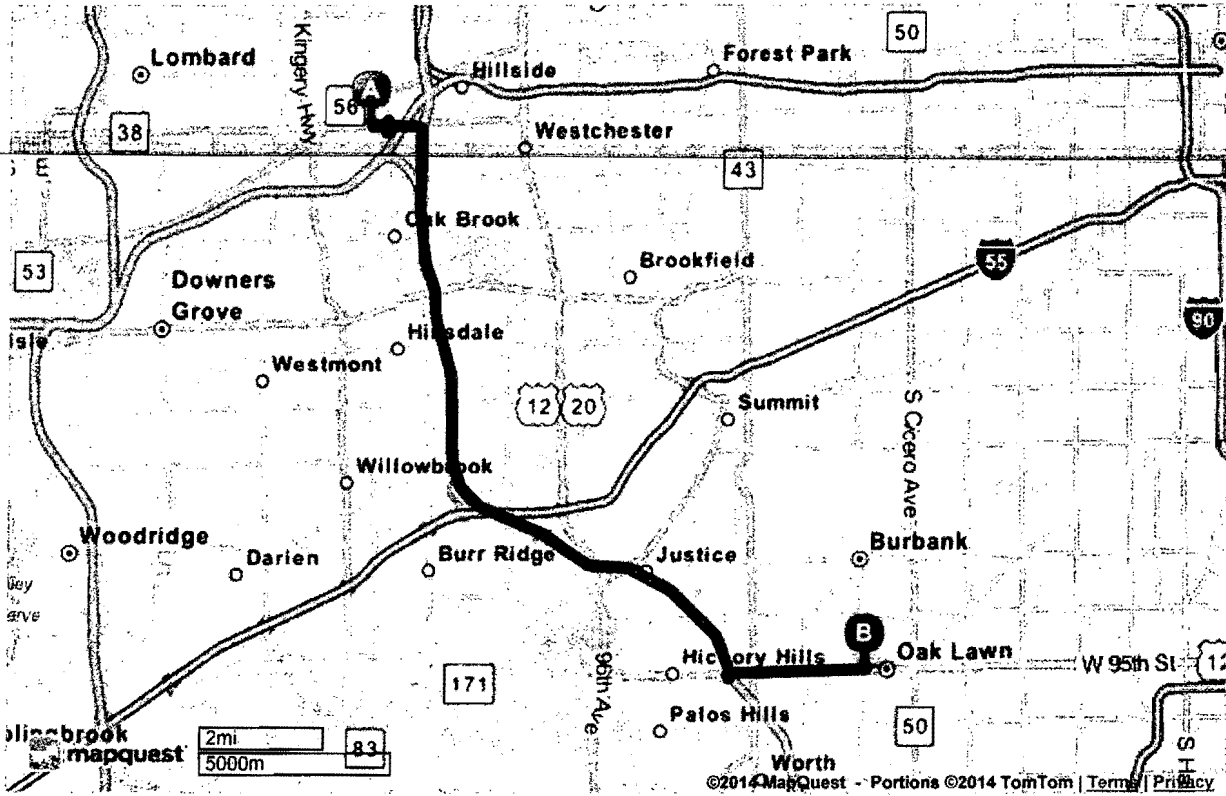 50
Lombard
Kingery Hwy
Forest Park
Hillside
A
56
38
Westchester
43
Oak Brook
53
Brookfield
55
Downers
Grove
90
Hinsdale
Westmont
12
20
Summit
S Cicero Ave
Willowbrook
Woodridge
Burbank
Darien
Burr Ridge
Justice
B
Hickory Hills
Oak Lawn
W 95th St
12
171
96th Ave
Palos Hills
50
2mi
83
mapquest
5000m
Worth
©2014 MapQuest - Portions ©2014 TomTom | Terms | Privacy